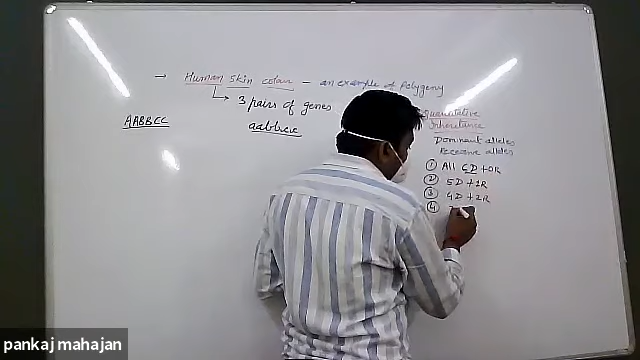 → Human skin colour - an example of Polygeny
↳ 3 pairs of genes
AABBCC
aabbcc
Quantitative
Inheritance
Dominant alleles
Recessive alleles
① All 6D + 0R
② 5D + 1R
③ 4D + 2R
④
pankaj mahajan